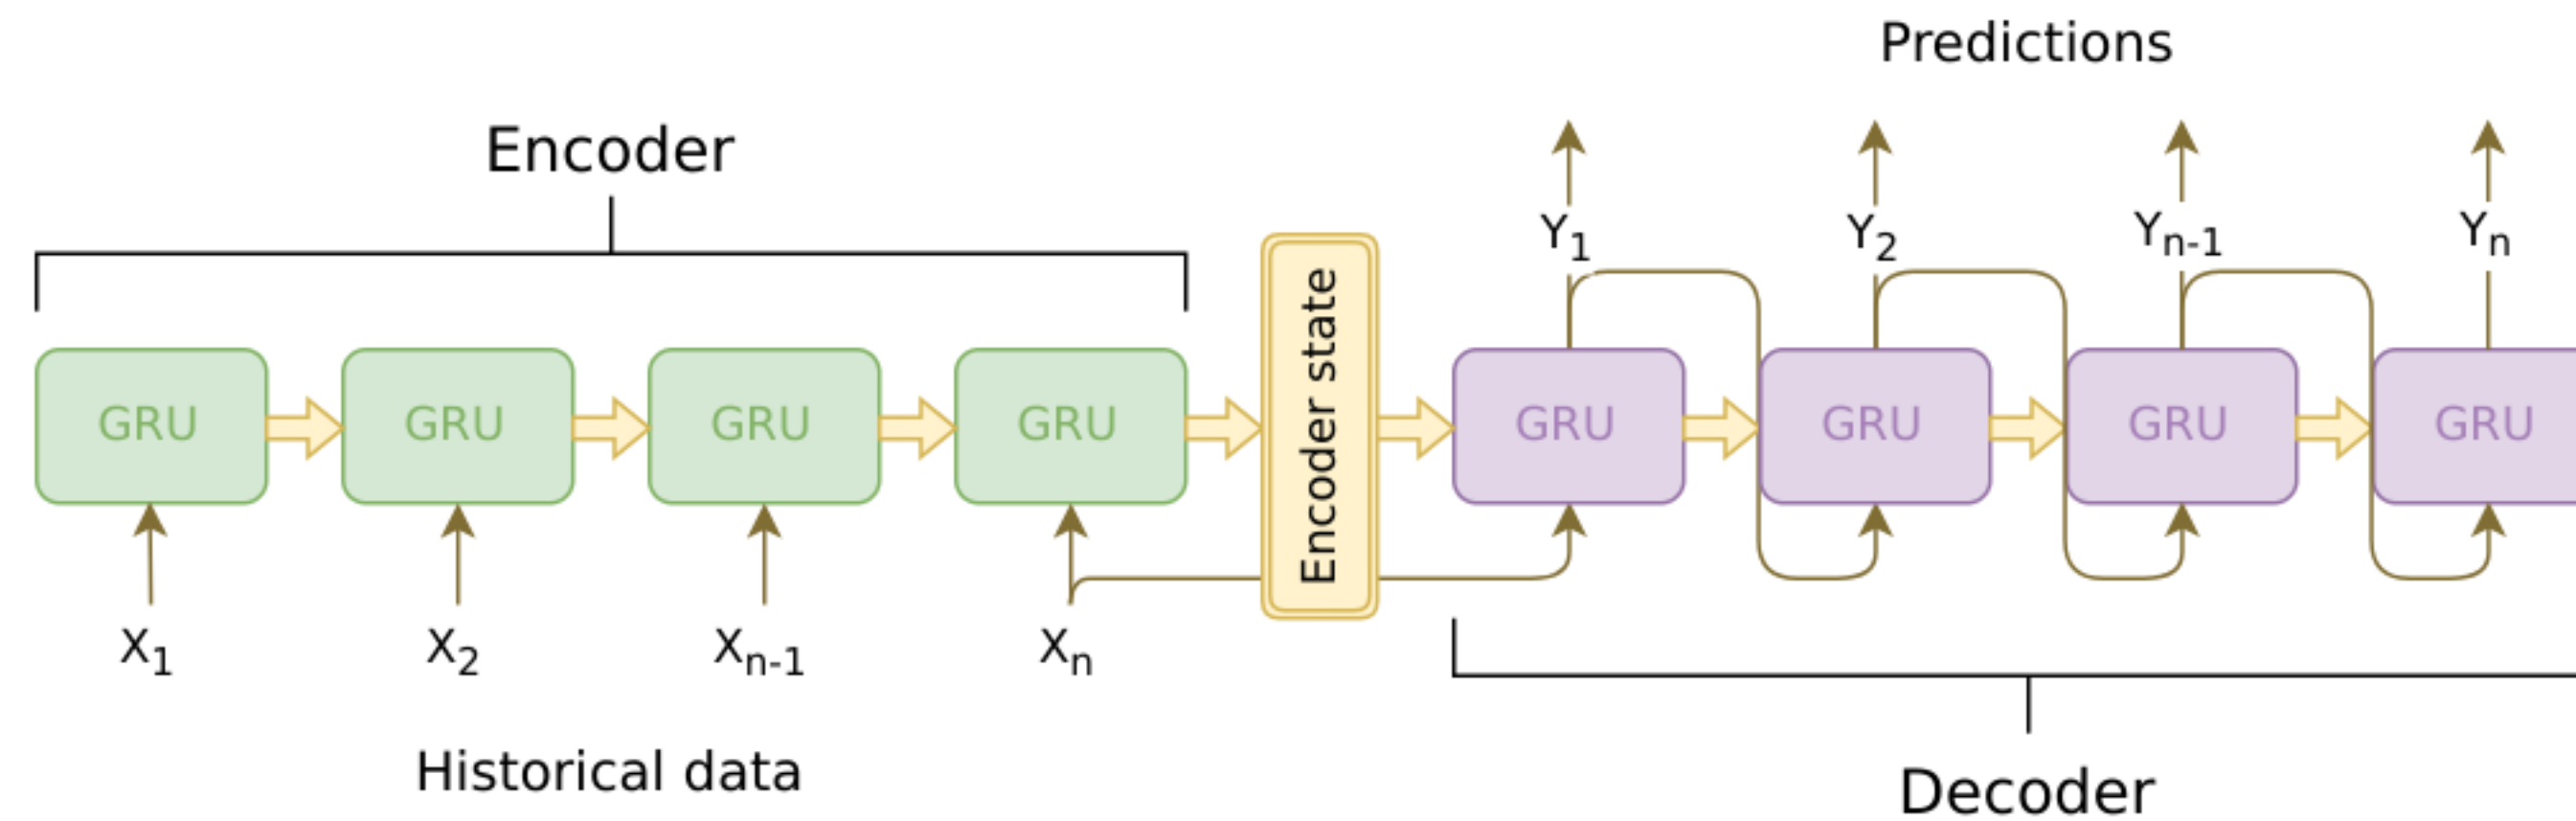 Predictions
Encoder
Y1 Y2 Yn-1 Yn
Encoder state
GRU GRU GRU GRU GRU GRU GRU GRU
X1 X2 Xn-1 Xn
Historical data
Decoder